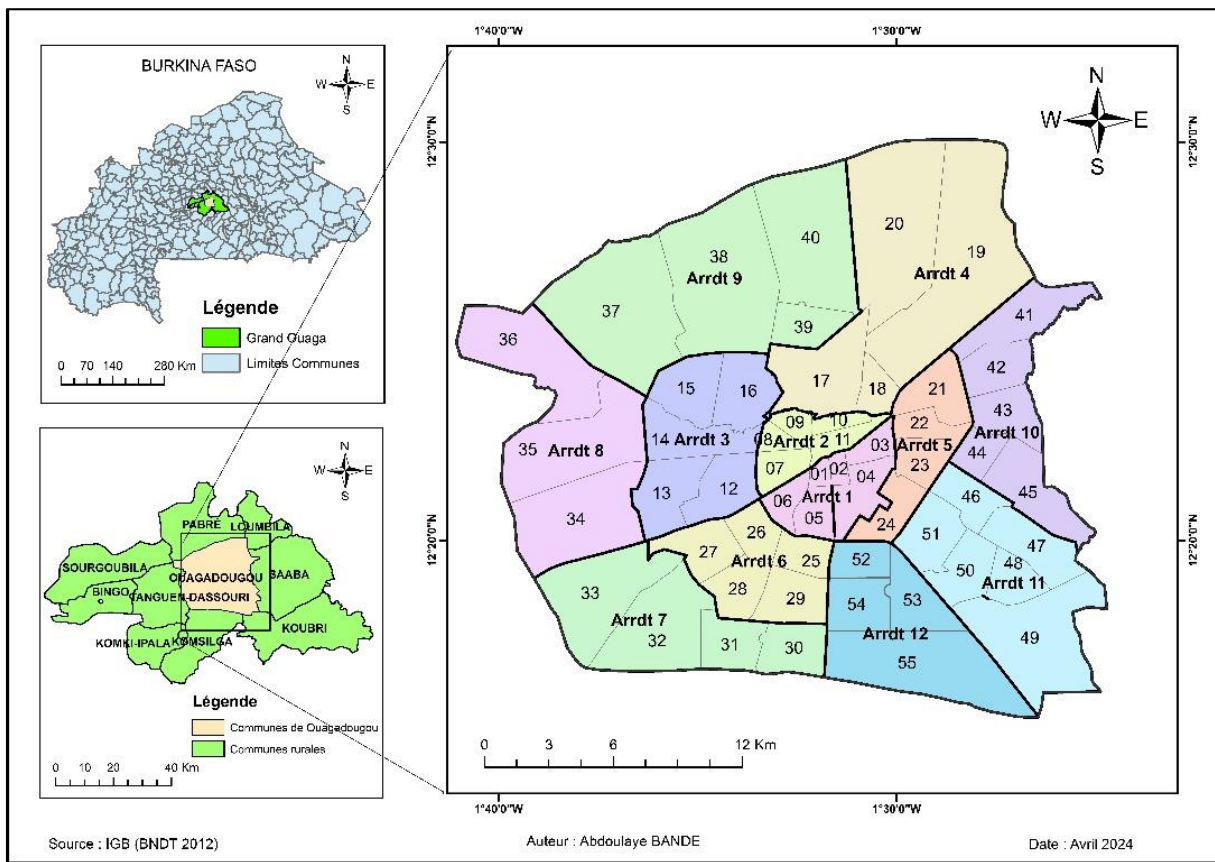 BURKINA FASO
N
W E
S
Légende
Grand Ouaga
Limites Communes
0 70 140 280 Km
N
W E
S
PABRE
LOUMBILA
SOURGOUBILA
OUAGADOUGOU
SAABA
BINGO
TANGUEN-DASSOURI
KOUBRI
KOMKI-IPALA
KOMSILGA
Légende
Communes de Ouagadougou
Communes rurales
0 10 20 40 Km
1°40'0"W 1°30'0"W
12°30'0"N 12°30'0"N
12°20'0"N 12°20'0"N
N
W E
S
20
19
40
38
Arrdt 9
Arrdt 4
37
39
41
36
42
17
18
21
15
16
43
09
10
22
Arrdt 10
35
Arrdt 8
14
Arrdt 3
08
Arrdt 2
11
03
Arrdt 5
44
07
01
02
04
23
13
12
06
Arrdt 1
46
45
34
05
24
26
51
47
27
Arrdt 6
25
52
50
48
Arrdt 11
33
28
29
54
53
Arrdt 7
32
31
30
Arrdt 12
49
55
0 3 6 12 Km
1°40'0"W 1°30'0"W
Source : IGB (BNDT 2012)
Auteur : Abdoulaye BANDE
Date : Avril 2024